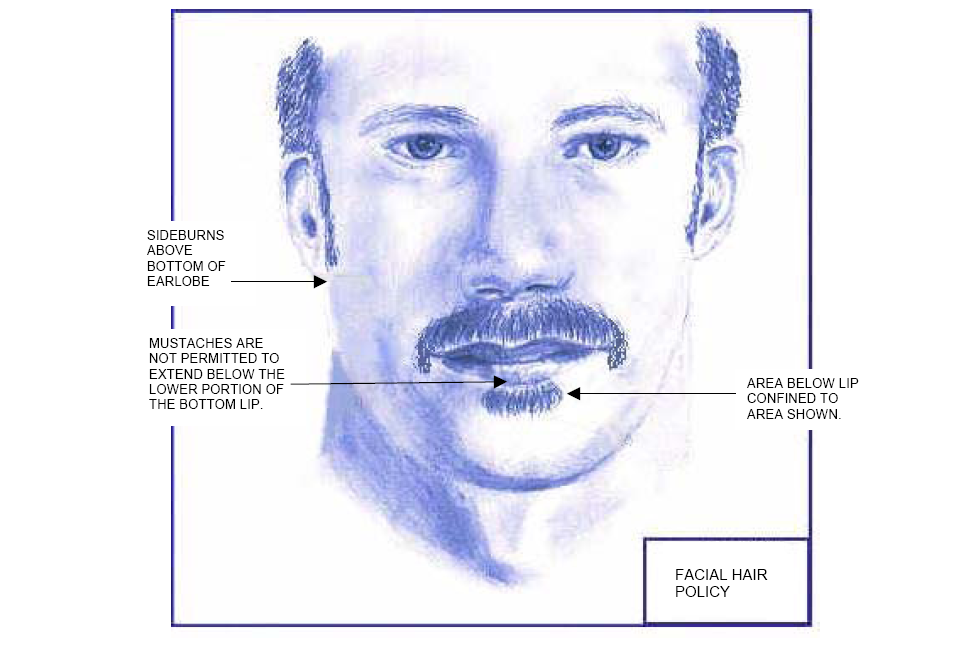 SIDEBURNS
ABOVE
BOTTOM OF
EARLOBE
MUSTACHES ARE
NOT PERMITTED TO
EXTEND BELOW THE
LOWER PORTION OF
THE BOTTOM LIP.
AREA BELOW LIP
CONFINED TO
AREA SHOWN.
FACIAL HAIR
POLICY